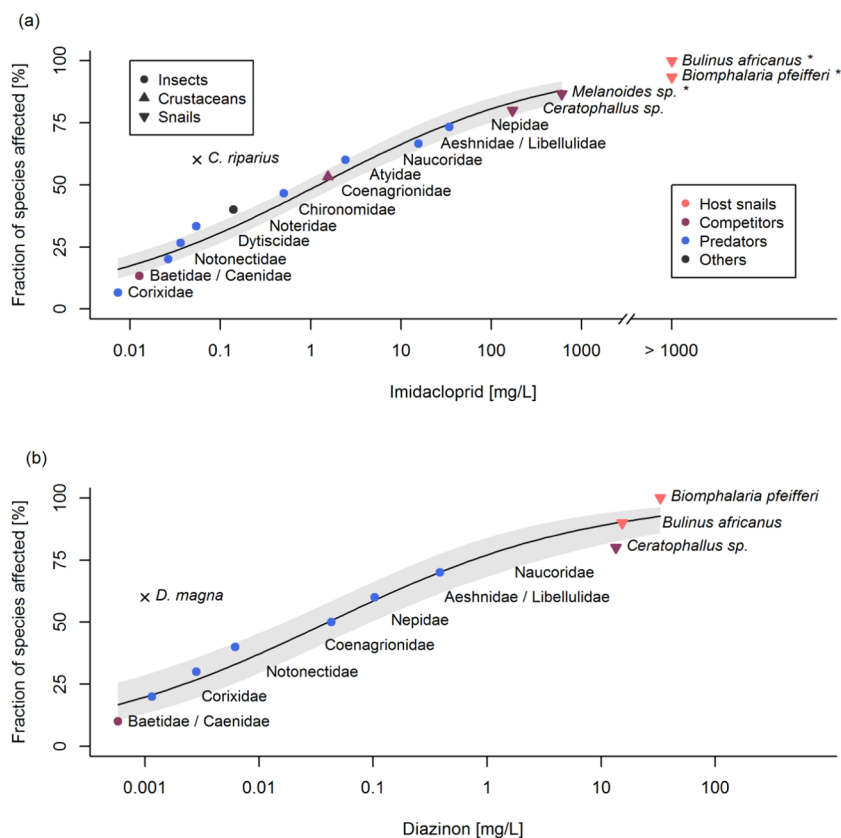 (a)
Fraction of species affected [%]
100
75
50
25
0
Insects
Crustaceans
Snails
× C. riparius
Bulinus africanus *
Biomphalaria pfeifferi *
Melanoides sp. *
Ceratophallus sp.
Nepidae
Aeshnidae / Libellulidae
Naucoridae
Atyidae
Coenagrionidae
Chironomidae
Noteridae
Dytiscidae
Notonectidae
Baetidae / Caenidae
Corixidae
Host snails
Competitors
Predators
Others
0.01 0.1 1 10 100 1000 > 1000
Imidacloprid [mg/L]
(b)
Fraction of species affected [%]
100
75
50
25
0
Biomphalaria pfeifferi
Bulinus africanus
Ceratophallus sp.
Naucoridae
× D. magna
Aeshnidae / Libellulidae
Nepidae
Coenagrionidae
Notonectidae
Corixidae
Baetidae / Caenidae
0.001 0.01 0.1 1 10 100
Diazinon [mg/L]